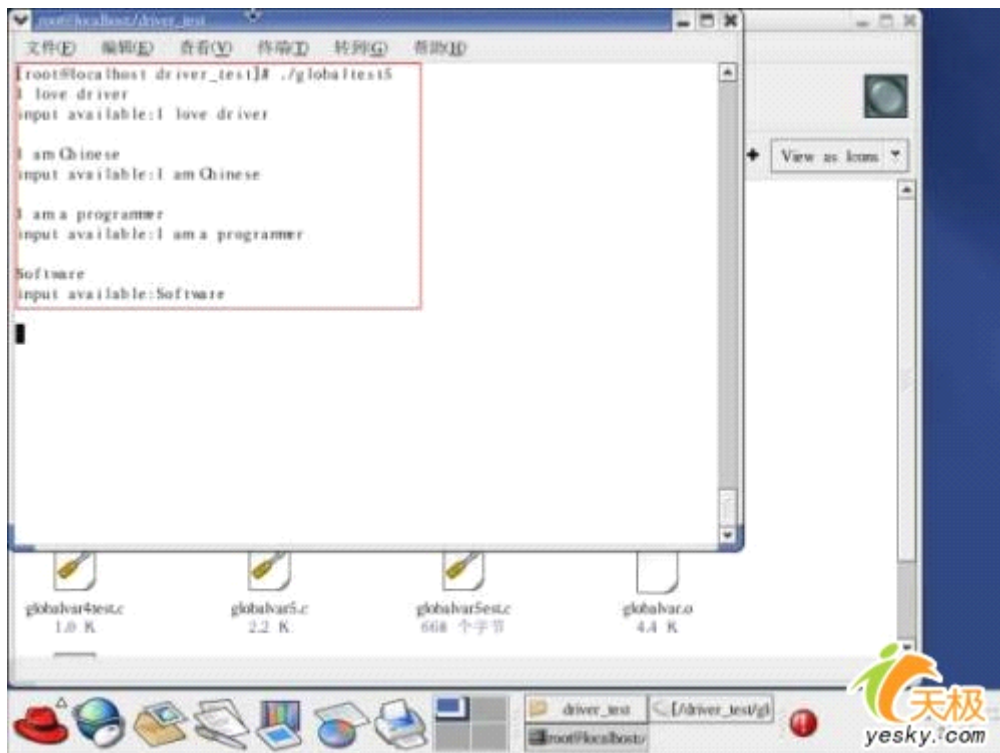 root@localhost:/driver_test
文件(F) 编辑(E) 查看(V) 终端(T) 转到(G) 帮助(H)
[root@localhost driver_test]# ./globaltest5
I love driver
input available:I love driver
I am Chinese
input available:I am Chinese
I am a programmer
input available:I am a programmer
Software
input available:Software
View as Icons
globalvar4test.c
1.0 K
globalvar5.c
2.2 K
globalvar5est.c
668 个字节
globalvar.o
4.4 K
driver_test
[/driver_test/gl
root@localhost:/
天极
yesky.com